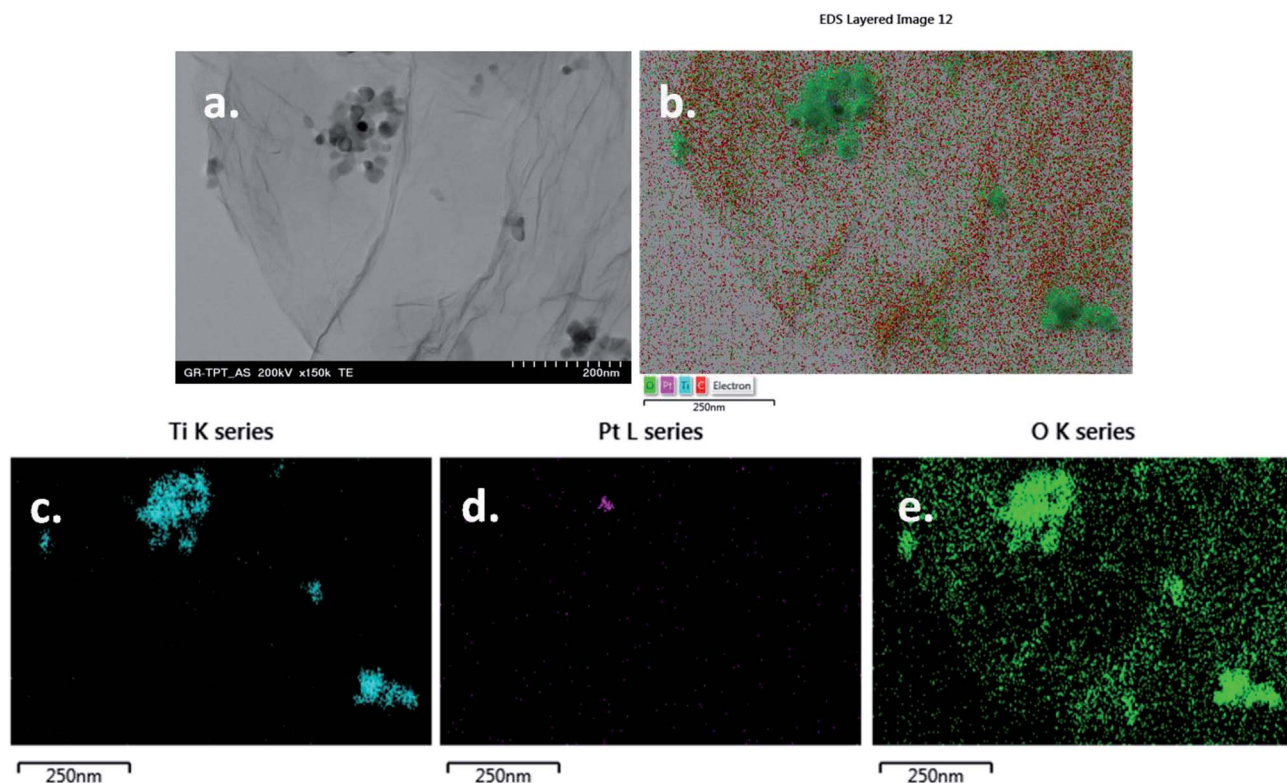 EDS Layered Image 12
a.
b.
GR-TPT_AS 200kV x150k TE
200nm
O Pt Ti C Electron
250nm
Ti K series
Pt L series
O K series
c.
d.
e.
250nm
250nm
250nm